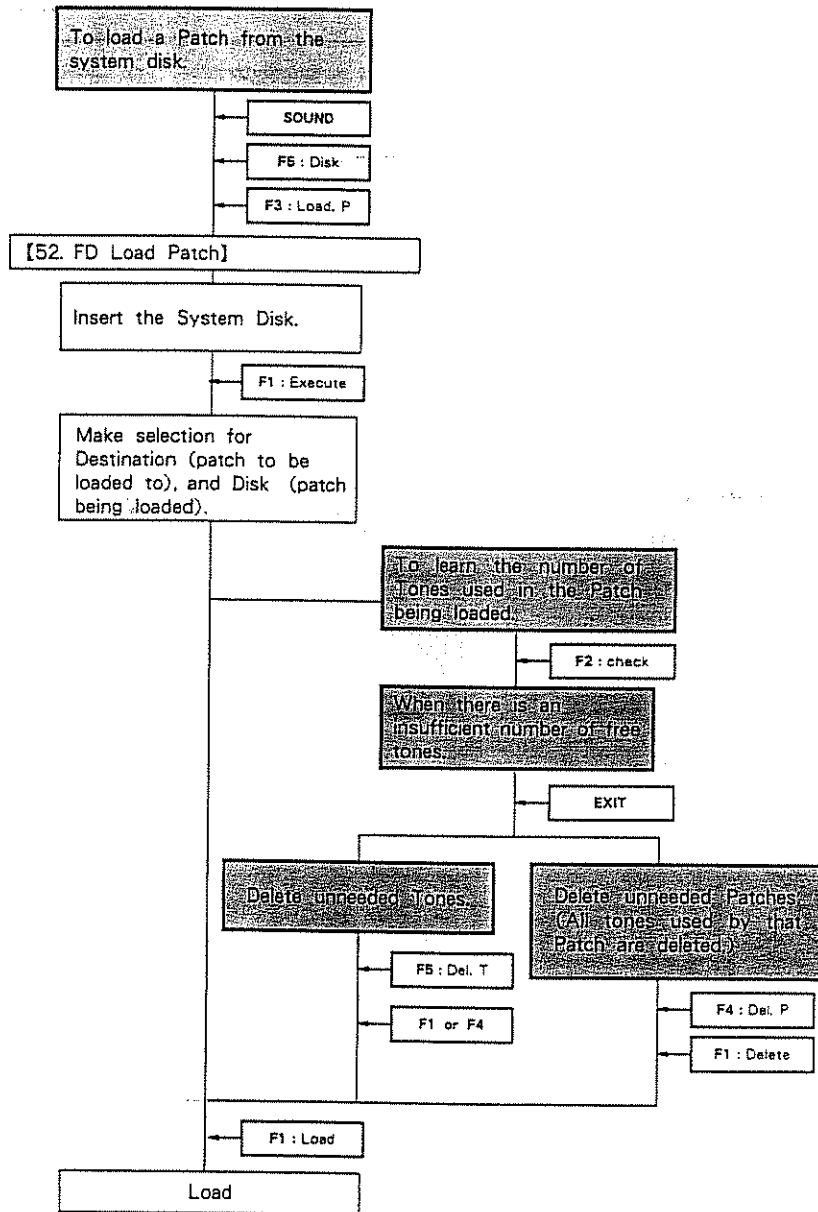 To load a Patch from the
system disk.
SOUND
F5 : Disk
F3 : Load. P
【52. FD Load Patch】
Insert the System Disk.
F1 : Execute
Make selection for
Destination (patch to be
loaded to), and Disk (patch
being loaded).
To learn the number of
Tones used in the Patch
being loaded.
F2 : check
When there is an
insufficient number of free
tones.
EXIT
Delete unneeded Tones.
F5 : Del. T
F1 or F4
Delete unneeded Patches.
(All tones used by that
Patch are deleted.)
F4 : Del. P
F1 : Delete
F1 : Load
Load